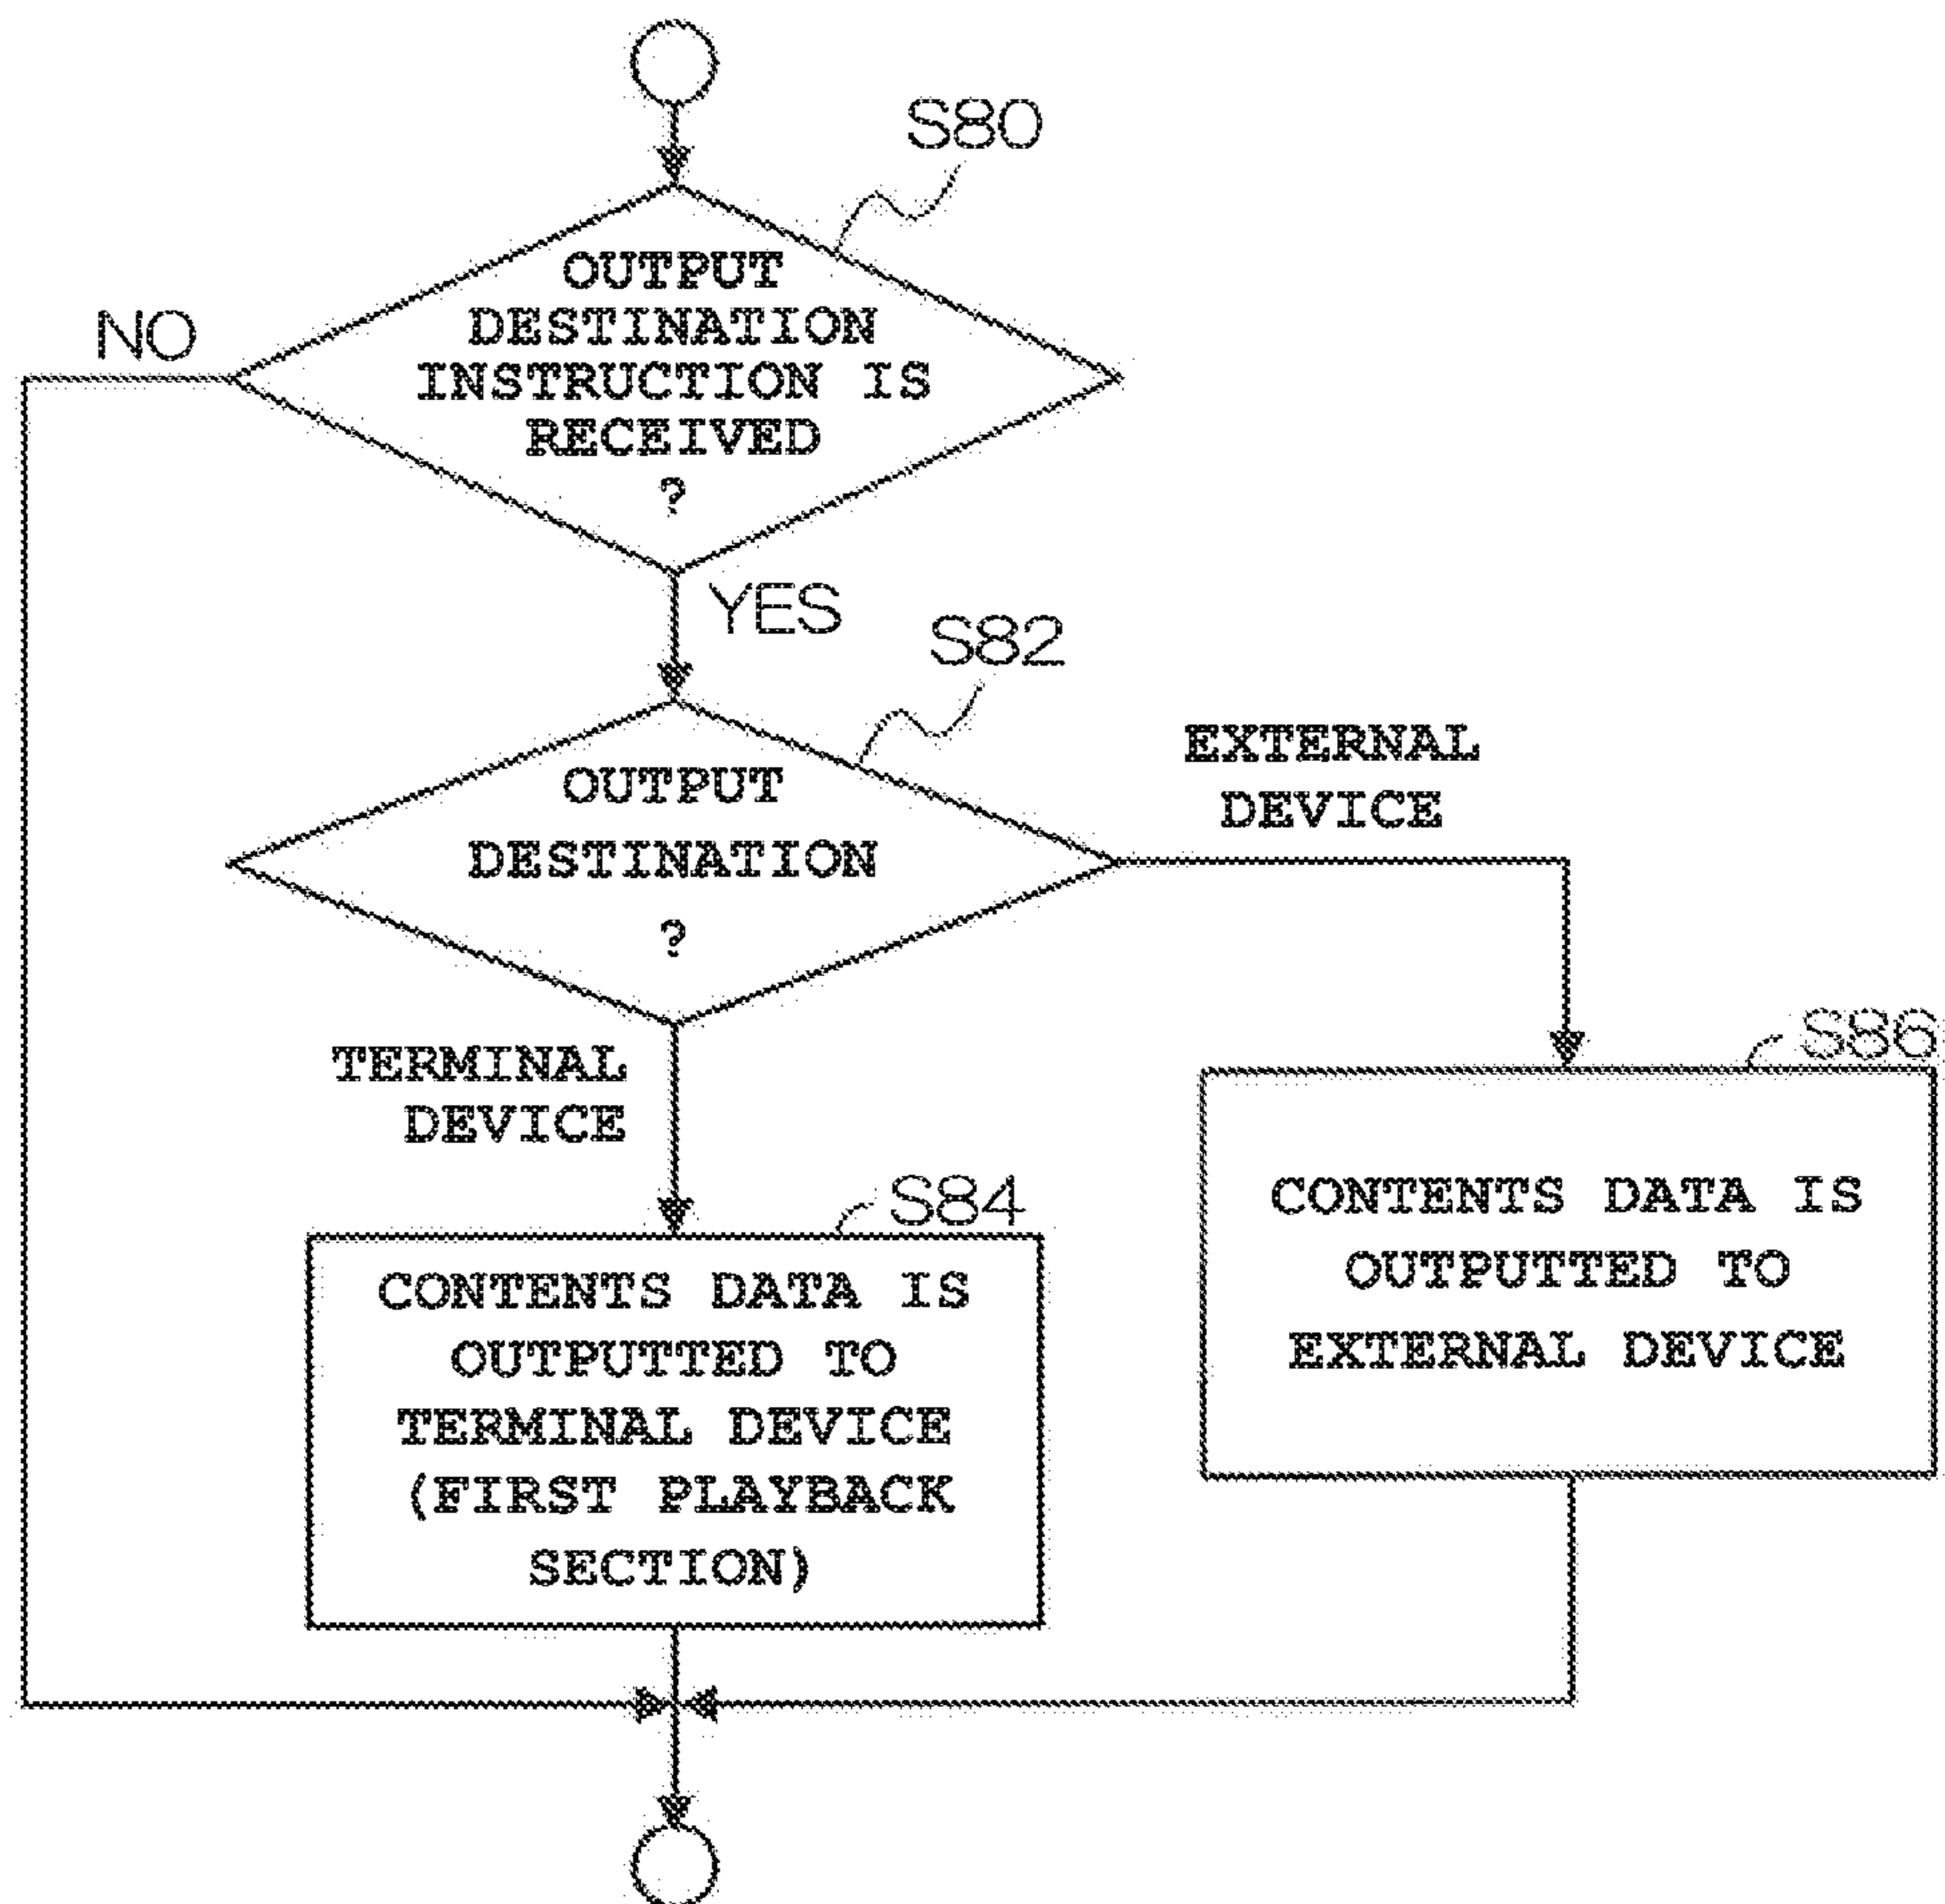 S80
OUTPUT
DESTINATION
INSTRUCTION IS
RECEIVED
?
NO
YES
S82
OUTPUT
DESTINATION
?
EXTERNAL
DEVICE
TERMINAL
DEVICE
S84
CONTENTS DATA IS
OUTPUTTED TO
TERMINAL DEVICE
(FIRST PLAYBACK
SECTION)
S86
CONTENTS DATA IS
OUTPUTTED TO
EXTERNAL DEVICE